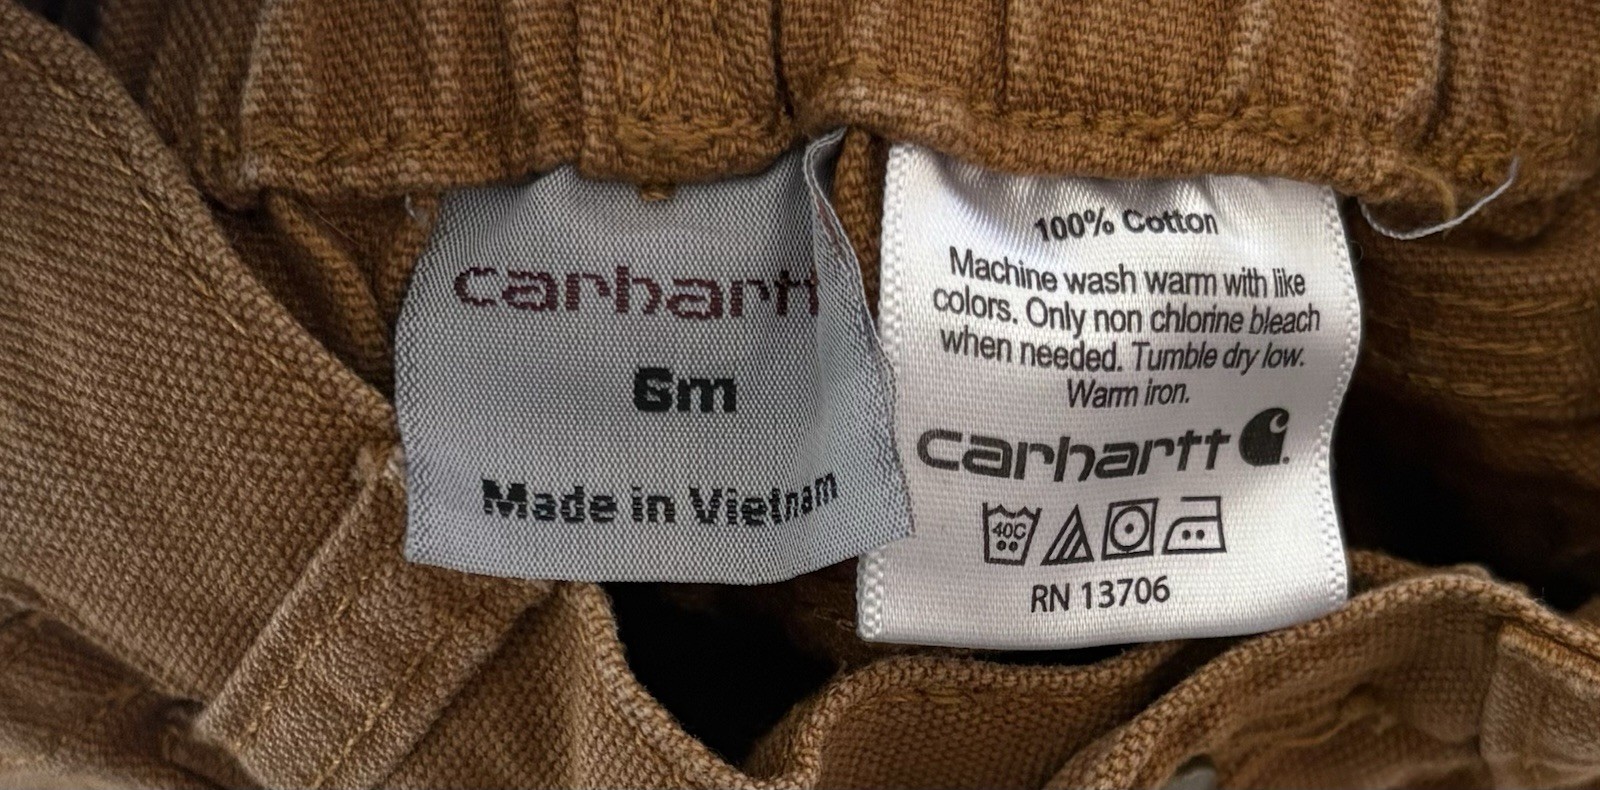 carhartt
6m
Made in Vietnam
100% Cotton
Machine wash warm with like
colors. Only non chlorine bleach
when needed. Tumble dry low.
Warm iron.
carhartt
40C
RN 13706